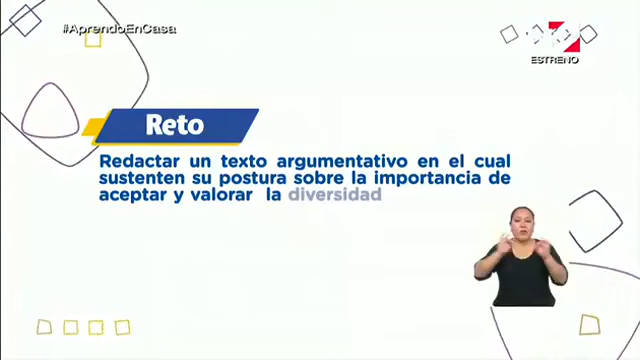 #AprendoEnCasa
ESTRENO
Reto
Redactar un texto argumentativo en el cual
sustenten su postura sobre la importancia de
aceptar y valorar la diversidad